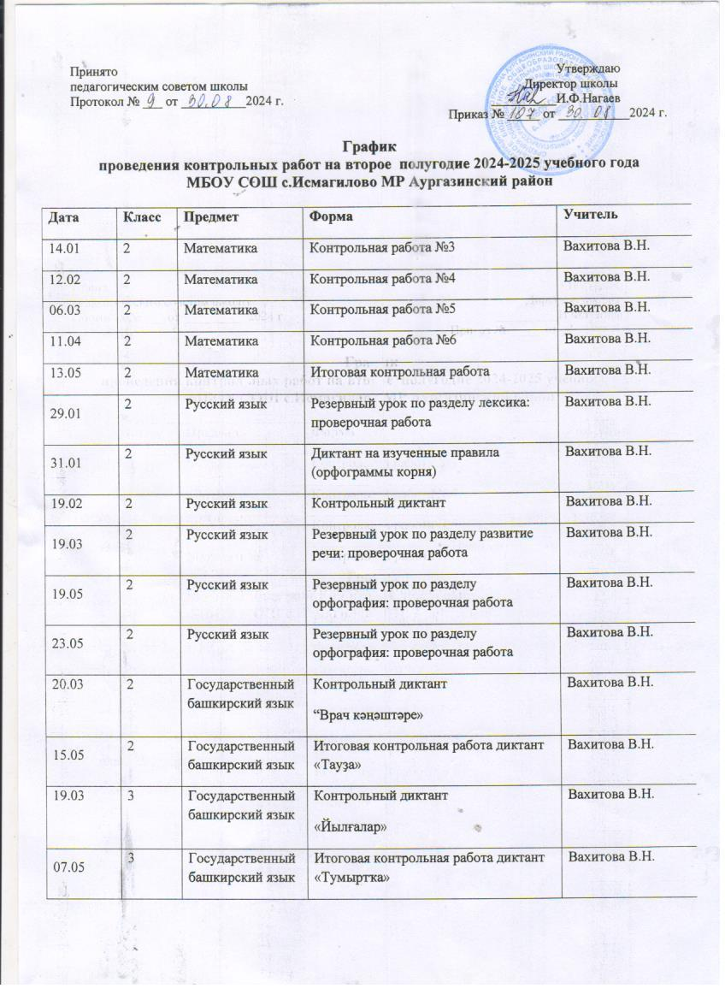 Принято
педагогическим советом школы
Протокол № 9 от 30.08 2024 г.
Утверждаю
Директор школы
И.Ф.Нагаев
Приказ № 107 от 30 08 2024 г.
График
проведения контрольных работ на второе полугодие 2024-2025 учебного года
МБОУ СОШ с.Исмагилово МР Аургазинский район
Дата Класс Предмет Форма Учитель
14.01 2 Математика Контрольная работа №3 Вахитова В.Н.
12.02 2 Математика Контрольная работа №4 Вахитова В.Н.
06.03 2 Математика Контрольная работа №5 Вахитова В.Н.
11.04 2 Математика Контрольная работа №6 Вахитова В.Н.
13.05 2 Математика Итоговая контрольная работа Вахитова В.Н.
29.01 2 Русский язык Резервный урок по разделу лексика: Вахитова В.Н.
проверочная работа
31.01 2 Русский язык Диктант на изученные правила Вахитова В.Н.
(орфограммы корня)
19.02 2 Русский язык Контрольный диктант Вахитова В.Н.
19.03 2 Русский язык Резервный урок по разделу развитие Вахитова В.Н.
речи: проверочная работа
19.05 2 Русский язык Резервный урок по разделу Вахитова В.Н.
орфография: проверочная работа
23.05 2 Русский язык Резервный урок по разделу Вахитова В.Н.
орфография: проверочная работа
20.03 2 Государственный Контрольный диктант Вахитова В.Н.
башкирский язык
“Врач кәңәштәре»
15.05 2 Государственный Итоговая контрольная работа диктант Вахитова В.Н.
башкирский язык «Тауҙа»
19.03 3 Государственный Контрольный диктант Вахитова В.Н.
башкирский язык
«Йылғалар»
07.05 3 Государственный Итоговая контрольная работа диктант Вахитова В.Н.
башкирский язык «Тумыртка»